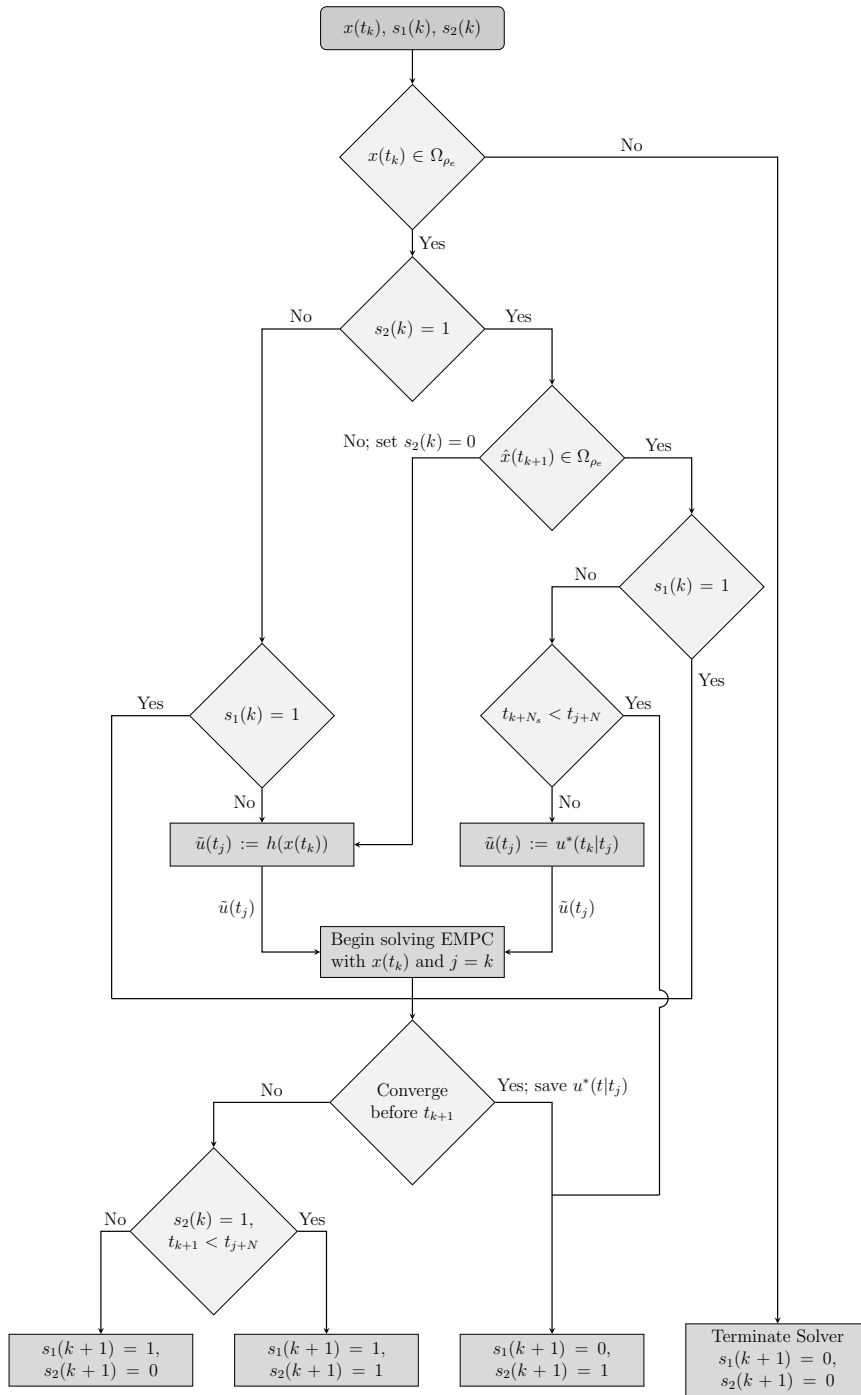 x(t_k), s_1(k), s_2(k)
x(t_k) ∈ Ω_{ρ_e}
No
Yes
s_2(k) = 1
No
Yes
No; set s_2(k) = 0
x̂(t_{k+1}) ∈ Ω_{ρ_e}
Yes
No
s_1(k) = 1
Yes
Yes
s_1(k) = 1
t_{k+N_s} < t_{j+N}
Yes
No
No
ũ(t_j) := h(x(t_k))
ũ(t_j) := u*(t_k|t_j)
ũ(t_j)
ũ(t_j)
Begin solving EMPC
with x(t_k) and j = k
No
Converge
before t_{k+1}
Yes; save u*(t|t_j)
No
s_2(k) = 1,
t_{k+1} < t_{j+N}
Yes
s_1(k + 1) = 1,
s_2(k + 1) = 0
s_1(k + 1) = 1,
s_2(k + 1) = 1
s_1(k + 1) = 0,
s_2(k + 1) = 1
Terminate Solver
s_1(k + 1) = 0,
s_2(k + 1) = 0